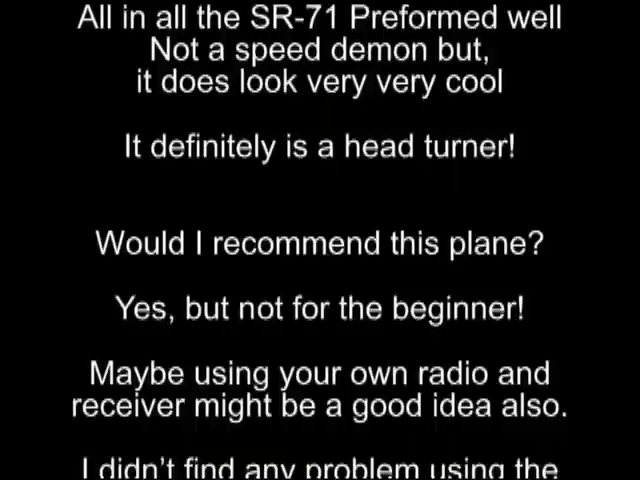 All in all the SR-71 Preformed well
Not a speed demon but,
it does look very very cool
It definitely is a head turner!
Would I recommend this plane?
Yes, but not for the beginner!
Maybe using your own radio and
receiver might be a good idea also.
I didn't find any problem using the